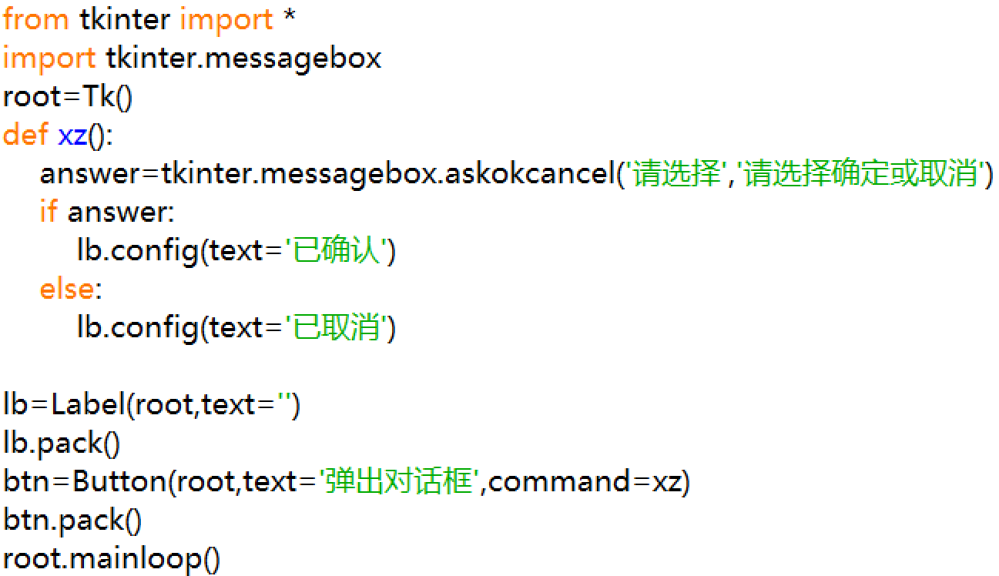 from tkinter import *
import tkinter.messagebox
root=Tk()
def xz():
    answer=tkinter.messagebox.askokcancel('请选择','请选择确定或取消')
    if answer:
        lb.config(text='已确认')
    else:
        lb.config(text='已取消')

lb=Label(root,text='')
lb.pack()
btn=Button(root,text='弹出对话框',command=xz)
btn.pack()
root.mainloop()